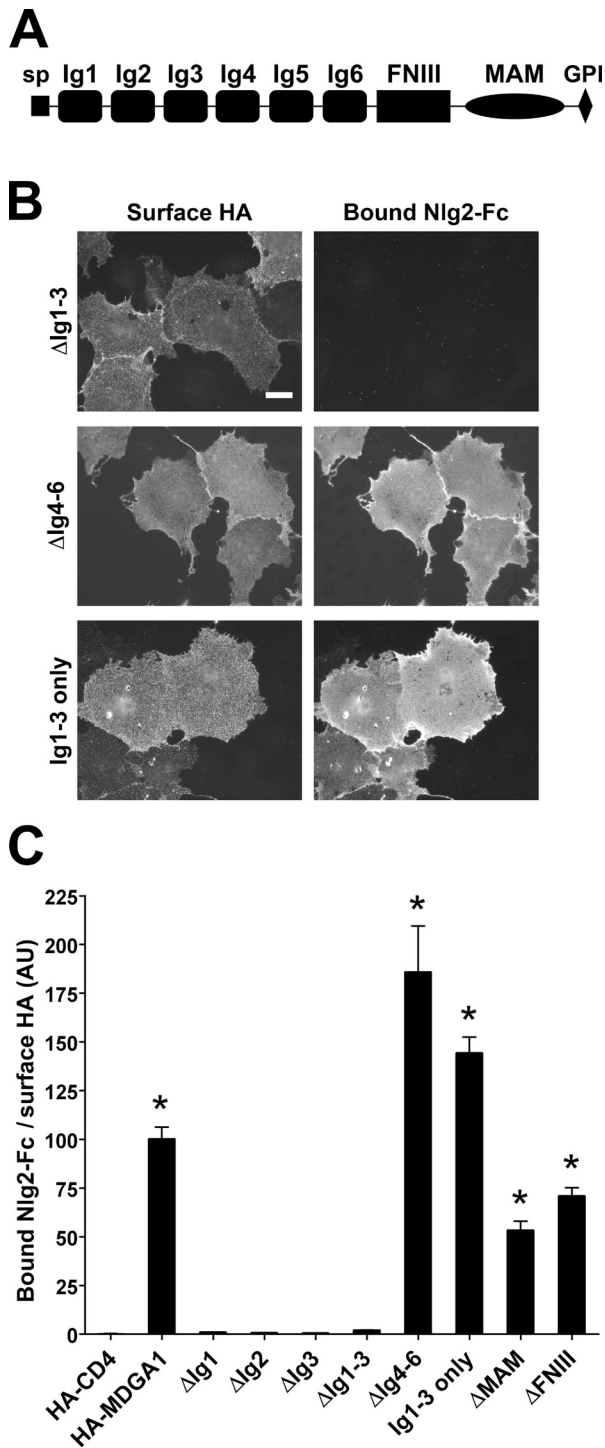 A
sp Ig1 Ig2 Ig3 Ig4 Ig5 Ig6 FNIII MAM GPI
B
Surface HA Bound Nlg2-Fc
ΔIg1-3
ΔIg4-6
Ig1-3 only
C
Bound Nlg2-Fc / surface HA (AU)
225
200
175
150
125
100
75
50
25
0
*
*
*
*
*
HA-CD4
HA-MDGA1
ΔIg1
ΔIg2
ΔIg3
ΔIg1-3
ΔIg4-6
Ig1-3 only
ΔMAM
ΔFNIII